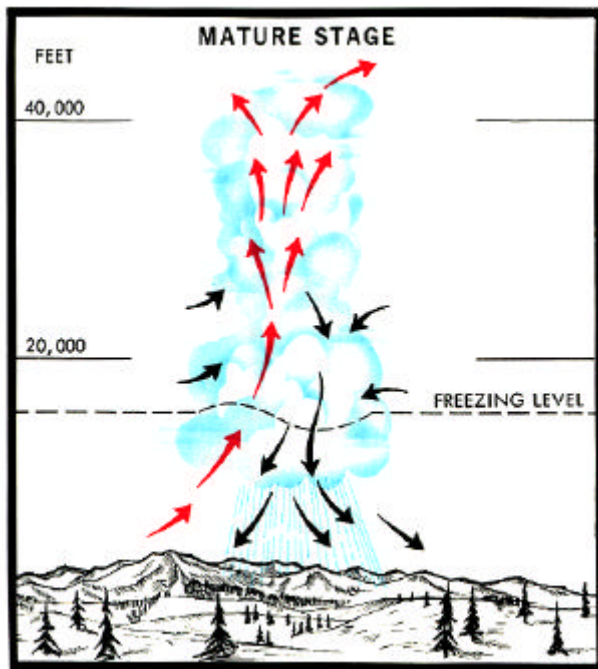 MATURE STAGE
FEET
40,000
20,000
FREEZING LEVEL